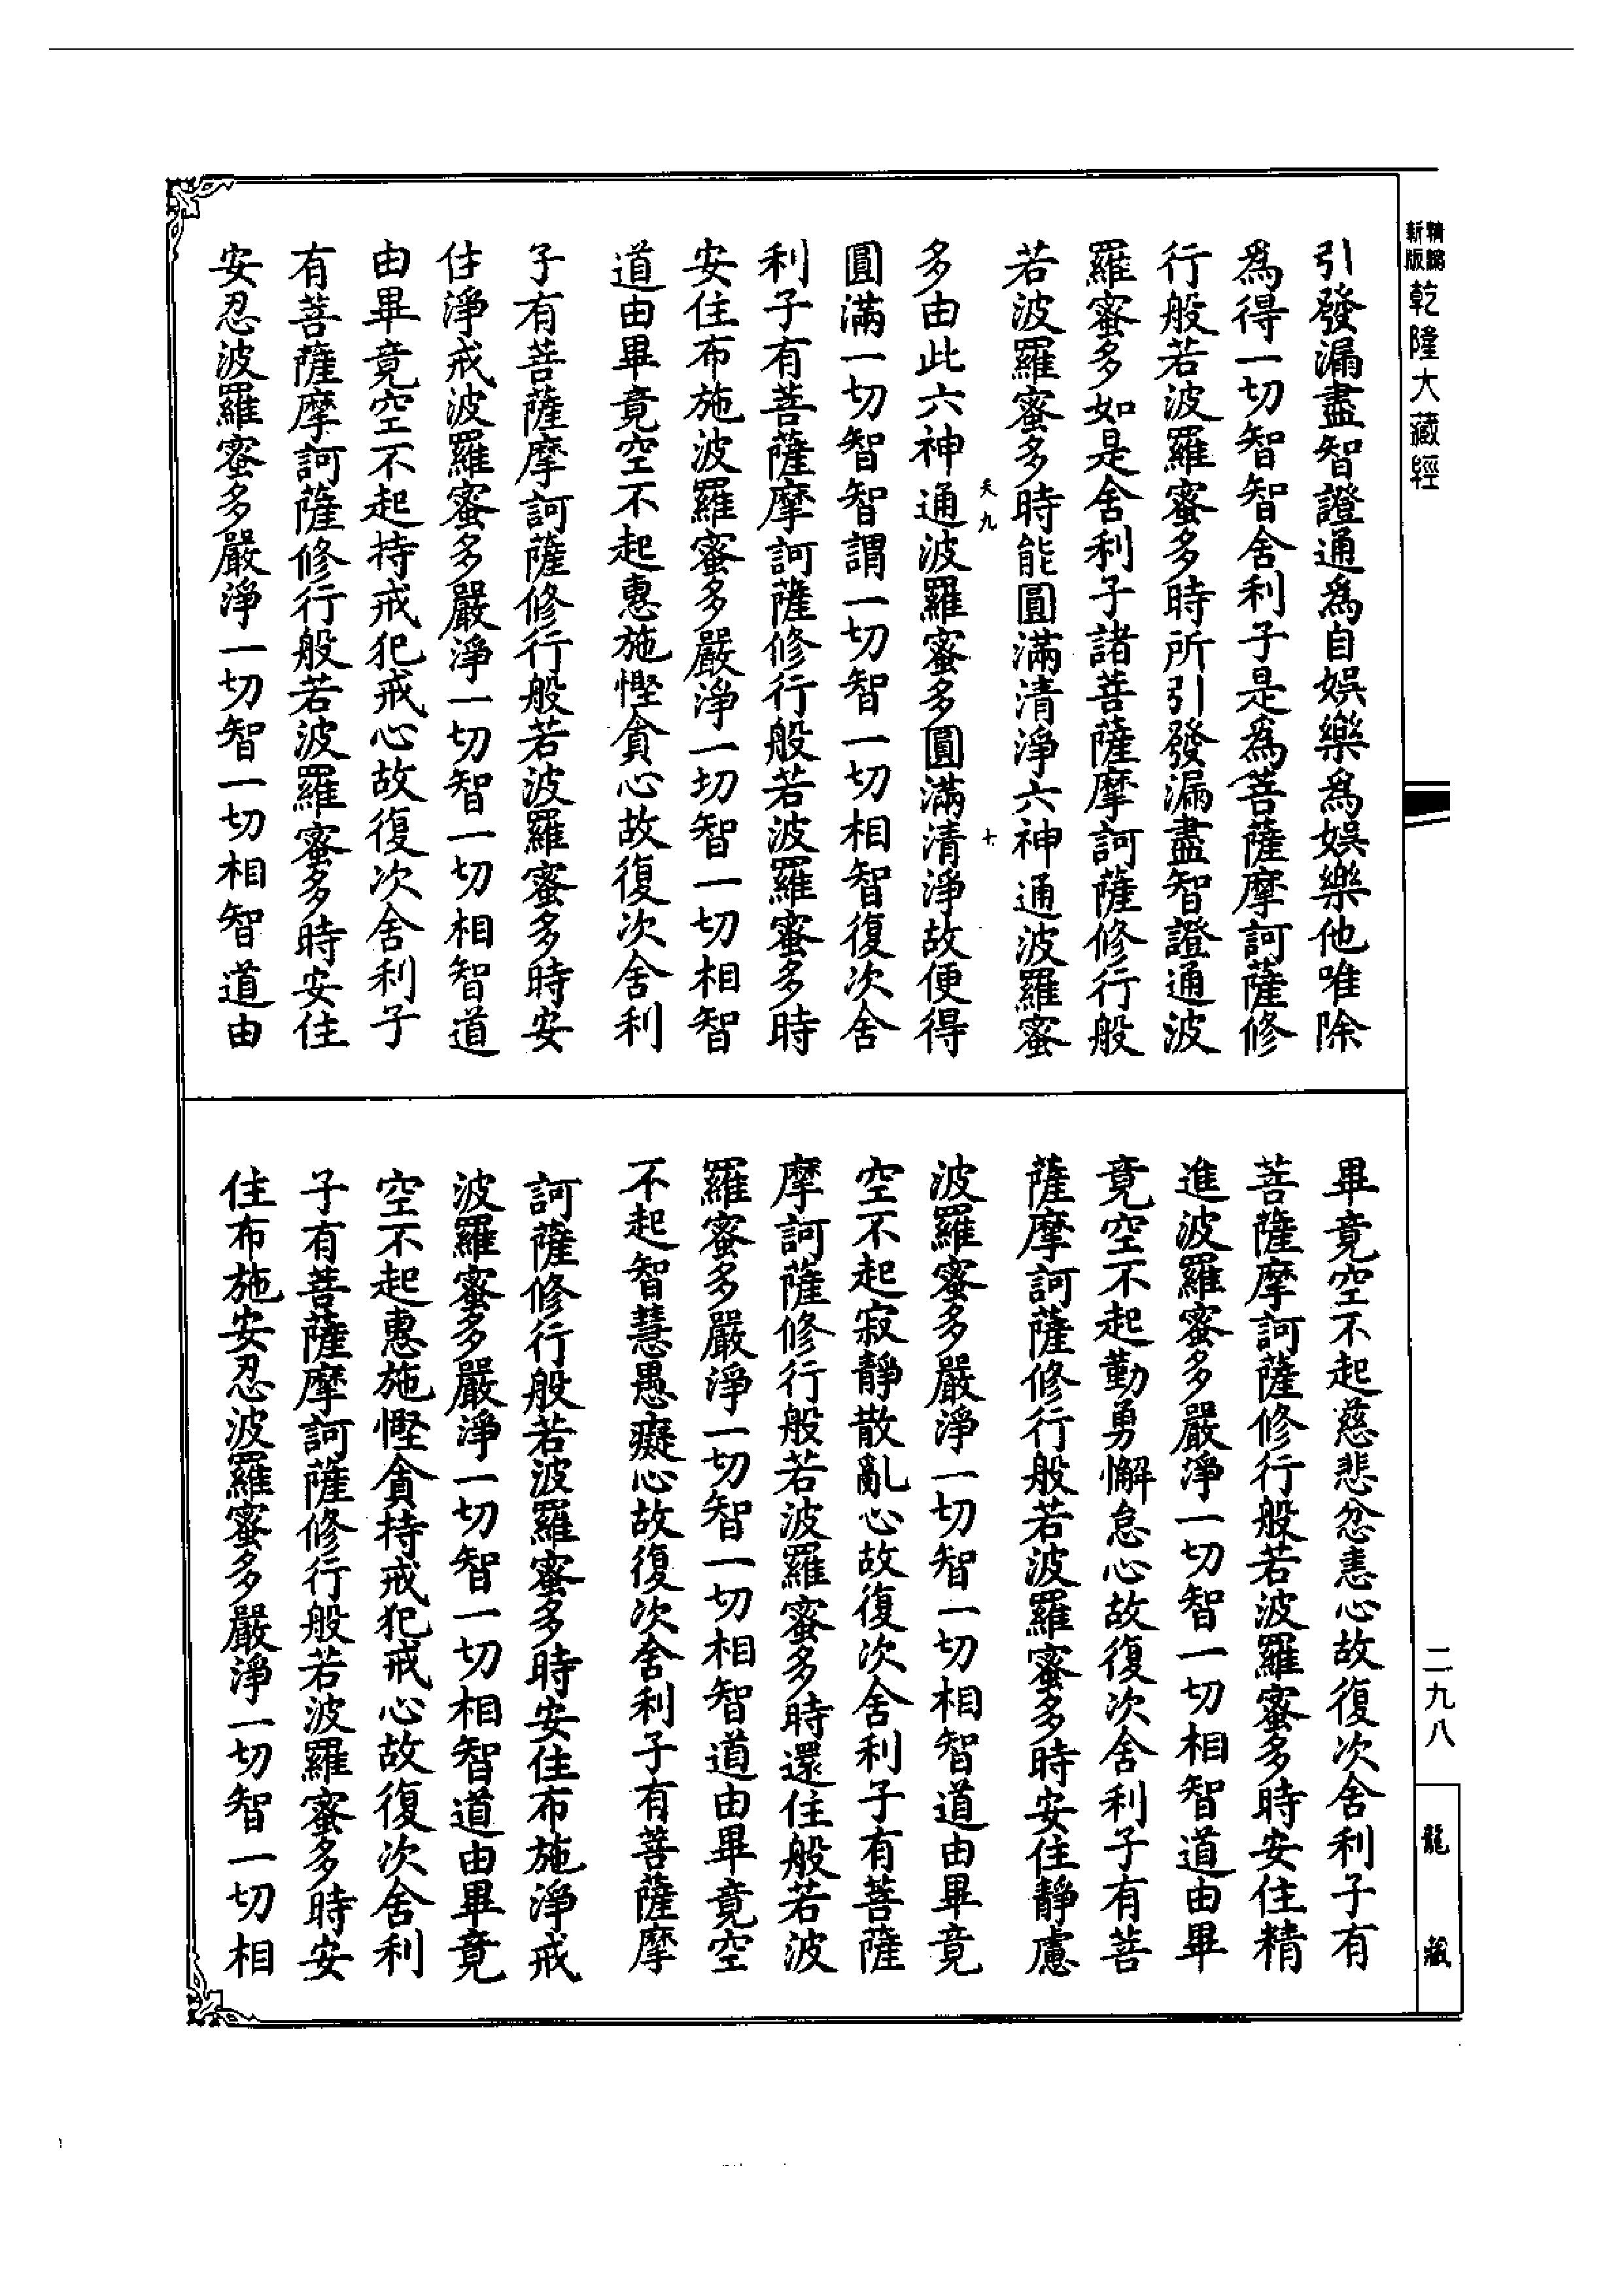 精編
新版
乾隆大藏經
引發漏盡智證通爲自娛樂爲娛樂他唯除
爲得一切智智舍利子是爲菩薩摩訶薩修
行般若波羅蜜多時所引發漏盡智證通波
羅蜜多如是舍利子諸菩薩摩訶薩修行般
若波羅蜜多時能圓滿清淨六神通波羅蜜
天九
七
多由此六神通波羅蜜多圓滿清淨故便得
圓滿一切智智謂一切智一切相智復次舍
利子有菩薩摩訶薩修行般若波羅蜜多時
安住布施波羅蜜多嚴淨一切智一切相智
道由畢竟空不起惠施慳貪心故復次舍利
子有菩薩摩訶薩修行般若波羅蜜多時安
住淨戒波羅蜜多嚴淨一切智一切相智道
由畢竟空不起持戒犯戒心故復次舍利子
有菩薩摩訶薩修行般若波羅蜜多時安住
安忍波羅蜜多嚴淨一切智一切相智道由
畢竟空不起慈悲忿恚心故復次舍利子有
菩薩摩訶薩修行般若波羅蜜多時安住精
進波羅蜜多嚴淨一切智一切相智道由畢
竟空不起勤勇懈怠心故復次舍利子有菩
薩摩訶薩修行般若波羅蜜多時安住靜慮
波羅蜜多嚴淨一切智一切相智道由畢竟
空不起寂靜散亂心故復次舍利子有菩薩
摩訶薩修行般若波羅蜜多時還住般若波
羅蜜多嚴淨一切智一切相智道由畢竟空
不起智慧愚癡心故復次舍利子有菩薩摩
訶薩修行般若波羅蜜多時安住布施淨戒
波羅蜜多嚴淨一切智一切相智道由畢竟
空不起惠施慳貪持戒犯戒心故復次舍利
子有菩薩摩訶薩修行般若波羅蜜多時安
住布施安忍波羅蜜多嚴淨一切智一切相
二九八
龍藏